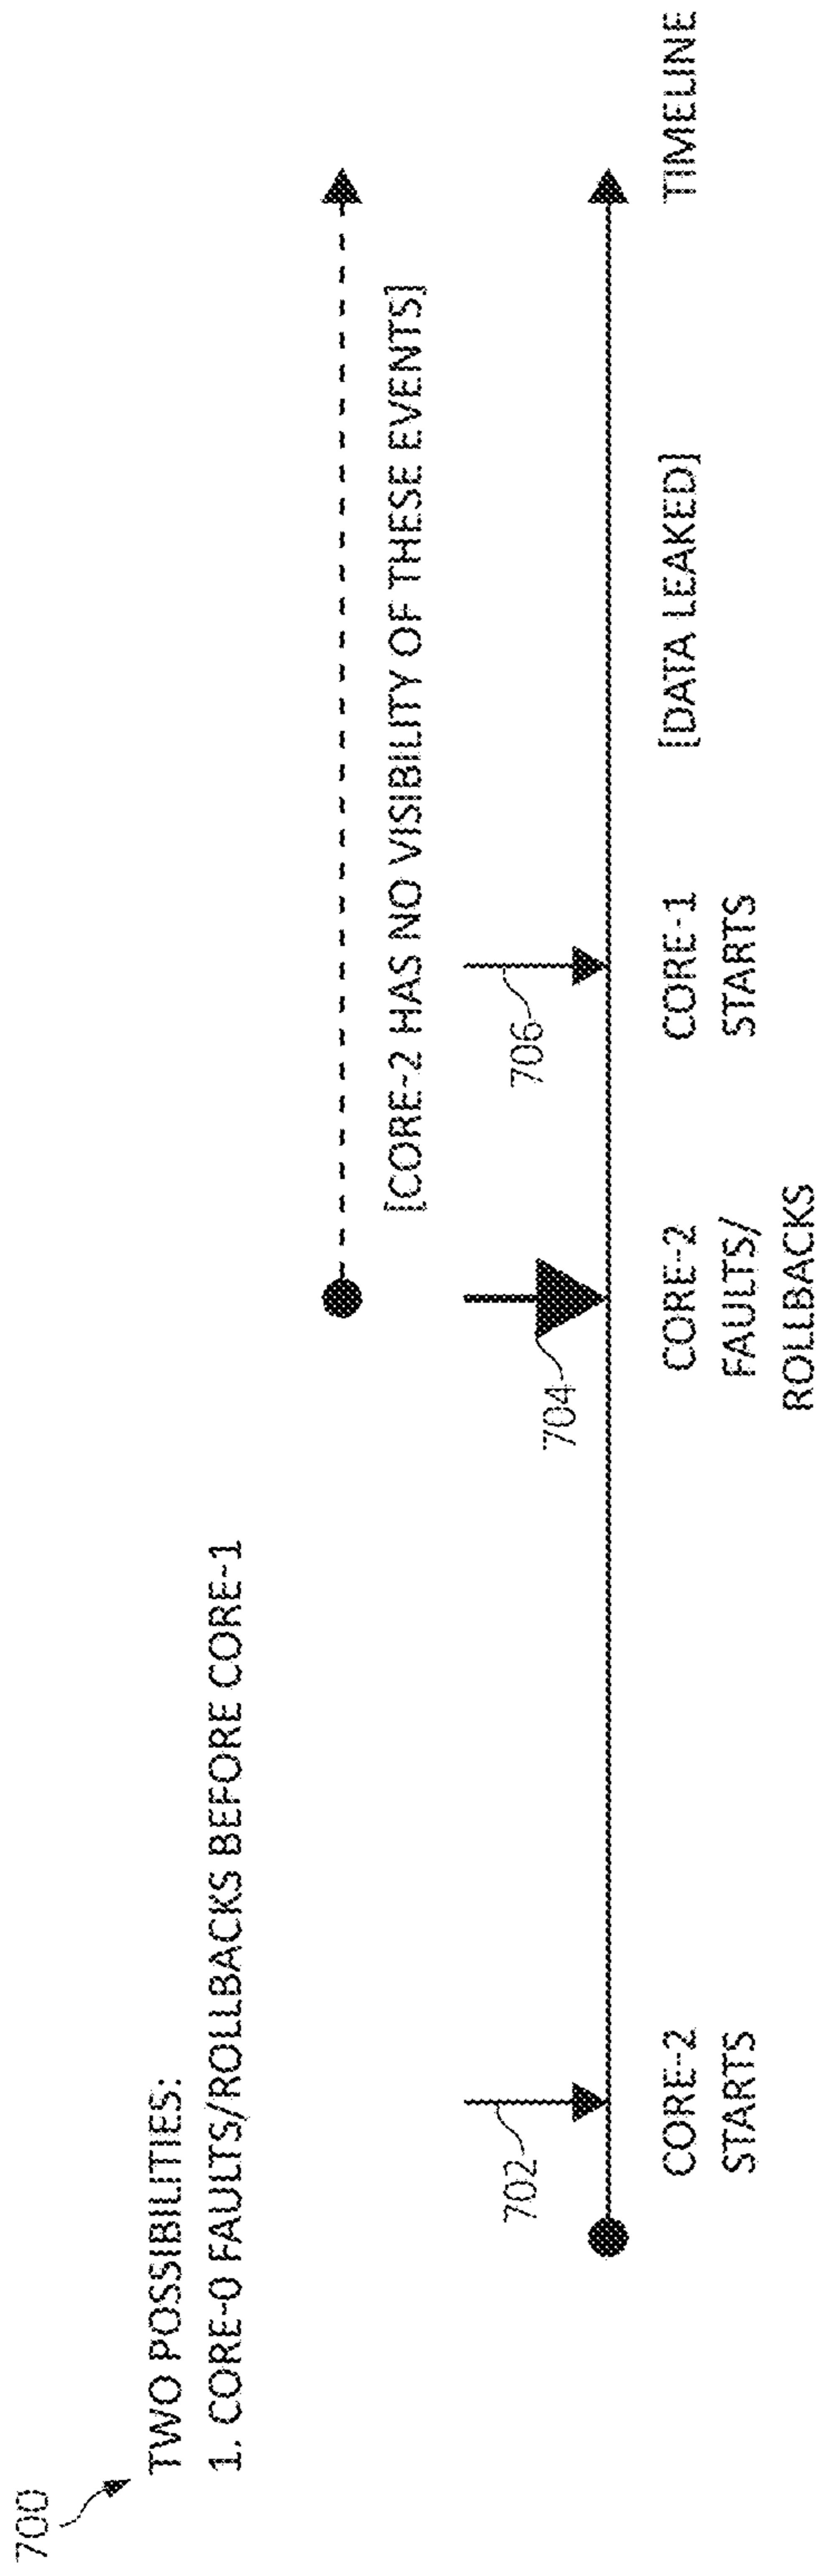 700
TWO POSSIBILITIES:
1. CORE-0 FAULTS/ROLLBACKS BEFORE CORE-1
[CORE-2 HAS NO VISIBILITY OF THESE EVENTS]
702
704
706
CORE-2
STARTS
CORE-2
FAULTS/
ROLLBACKS
CORE-1
STARTS
[DATA LEAKED]
TIMELINE